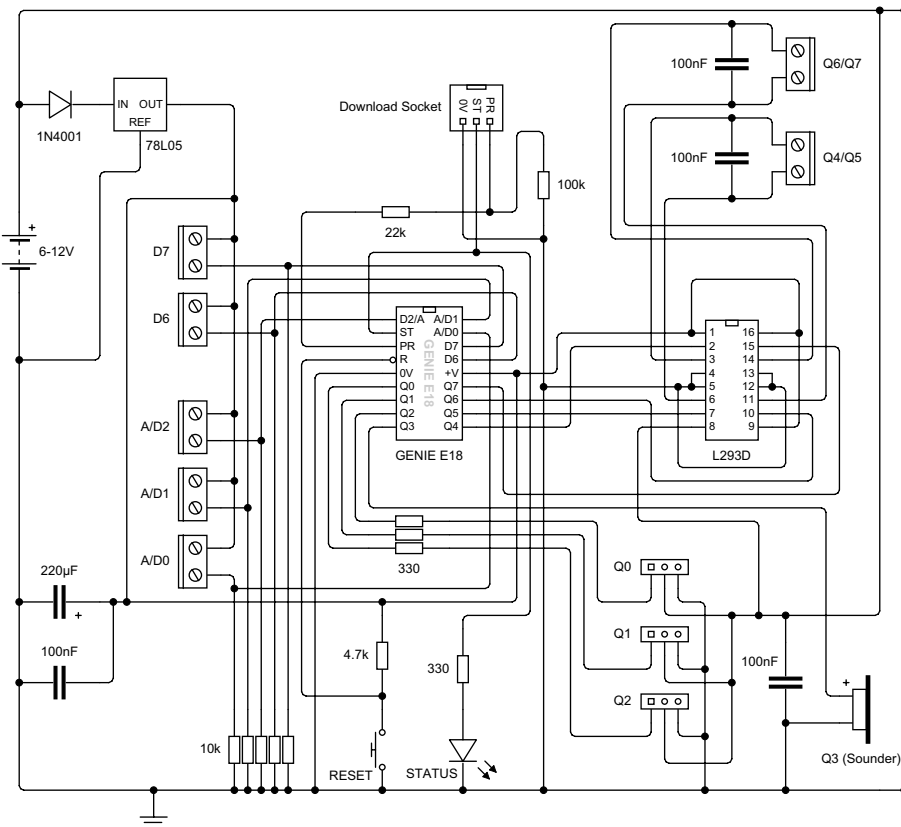 Q6/Q7
100nF
Q4/Q5
100nF
IN OUT
REF
1N4001
78L05
Download Socket
0V ST PR
100k
22k
+
6-12V
D7
D6
A/D2
A/D1
A/D0
D2/A A/D1
ST A/D0
PR D7
R D6
0V +V
Q0 Q7
Q1 Q6
Q2 Q5
Q3 Q4
GENIE E18
GENIE E18
1 16
2 15
3 14
4 13
5 12
6 11
7 10
8 9
L293D
330
220µF
+
100nF
4.7k
330
Q0
Q1
Q2
100nF
+
10k
RESET
STATUS
Q3 (Sounder)